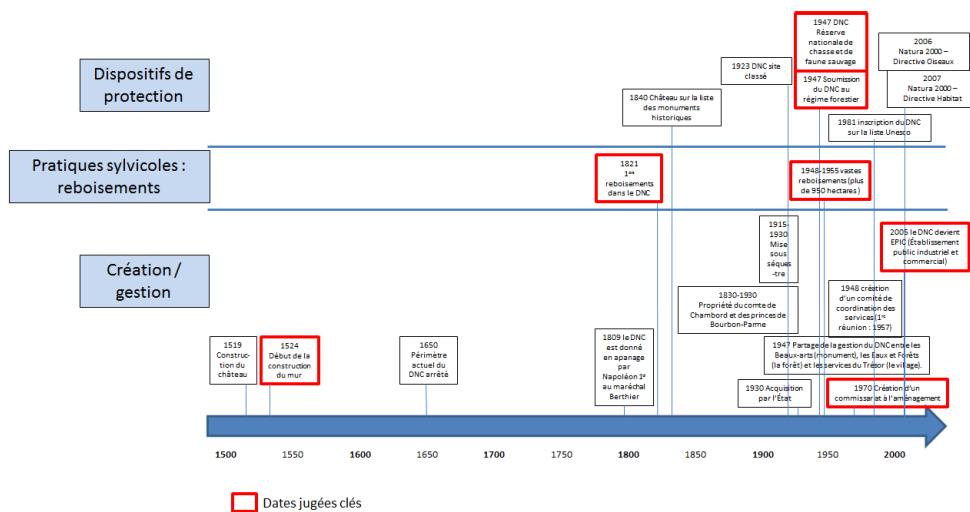 Dispositifs de
protection
1840 Château sur la liste
des monuments
historiques
1923 DNC site
classé
1947 DNC
Réserve
nationale de
chasse et de
faune sauvage
1947 Soumission
du DNC au
régime forestier
2006
Natura 2000 –
Directive Oiseaux
2007
Natura 2000 –
Directive Habitat
1981 inscription du DNC
sur la liste Unesco
Pratiques sylvicoles :
reboisements
1821
1ers
reboisements
dans le DNC
1948-1955 vastes
reboisements (plus
de 950 hectares )
Création /
gestion
1519
Construc-
tion du
château
1524
Début de la
construction
du mur
1650
Périmètre
actuel du
DNC arrêté
1809 le DNC
est donné
en apanage
par
Napoléon 1er
au maréchal
Berthier
1830-1930
Propriété du comte de
Chambord et des princes de
Bourbon-Parme
1915-
1930
Mise
sous
séques
-tre
2005 le DNC devient
EPIC (Établissement
public industriel et
commercial)
1948 création
d'un comité de
coordination des
services (1re
réunion : 1957)
1947 Partage de la gestion du DNC entre les
Beaux-arts (monument), les Eaux et Forêts
(la forêt) et les services du Trésor (le village).
1930 Acquisition
par l'État
1970 Création d'un
commissariat à l'aménagement
1500 1550 1600 1650 1700 1750 1800 1850 1900 1950 2000
Dates jugées clés